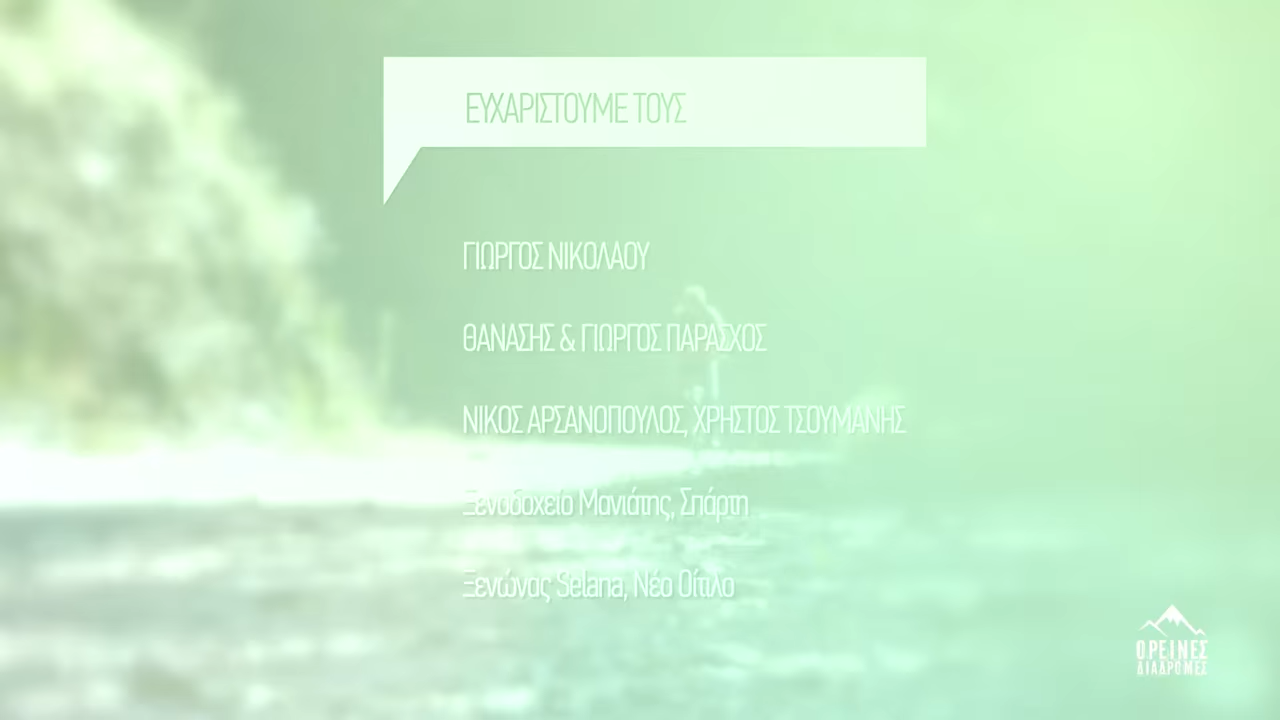 ΕΥΧΑΡΙΣΤΟΥΜΕ ΤΟΥΣ
ΓΙΩΡΓΟΣ ΝΙΚΟΛΑΟΥ
ΘΑΝΑΣΗΣ & ΓΙΩΡΓΟΣ ΠΑΡΑΣΧΟΣ
ΝΙΚΟΣ ΑΡΣΑΝΟΠΟΥΛΟΣ, ΧΡΗΣΤΟΣ ΤΣΟΥΜΑΝΗΣ
Ξενοδοχείο Μανιάτης, Σπάρτη
Ξενώνας Selana, Νέο Οίτιλο
ΟΡΕΙΝΕΣ
ΔΙΑΔΡΟΜΕΣ